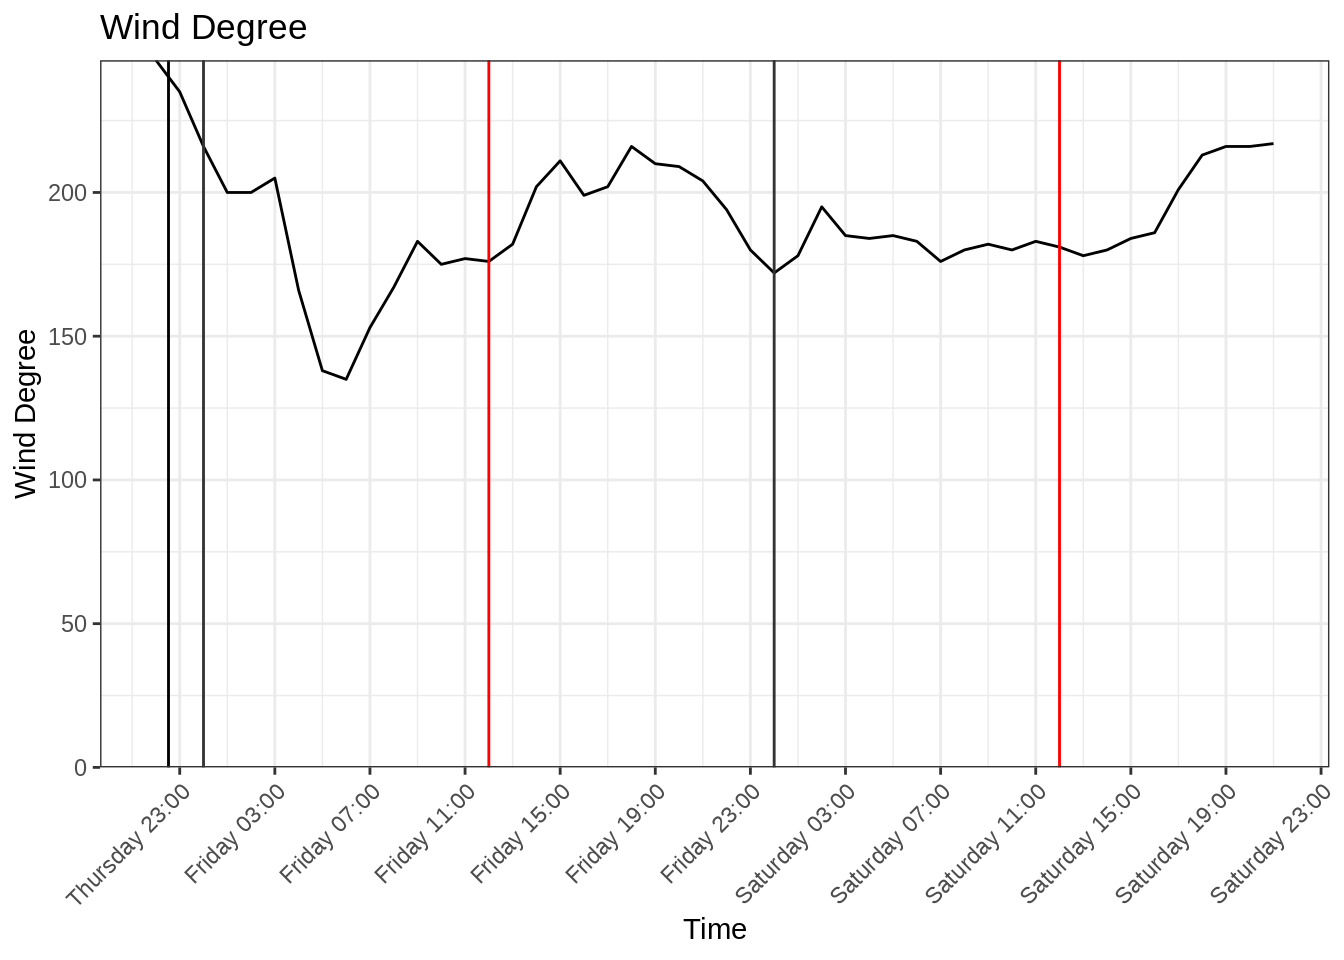 Wind Degree
Wind Degree
200
150
100
50
0
Thursday 23:00
Friday 03:00
Friday 07:00
Friday 11:00
Friday 15:00
Friday 19:00
Friday 23:00
Saturday 03:00
Saturday 07:00
Saturday 11:00
Saturday 15:00
Saturday 19:00
Saturday 23:00
Time